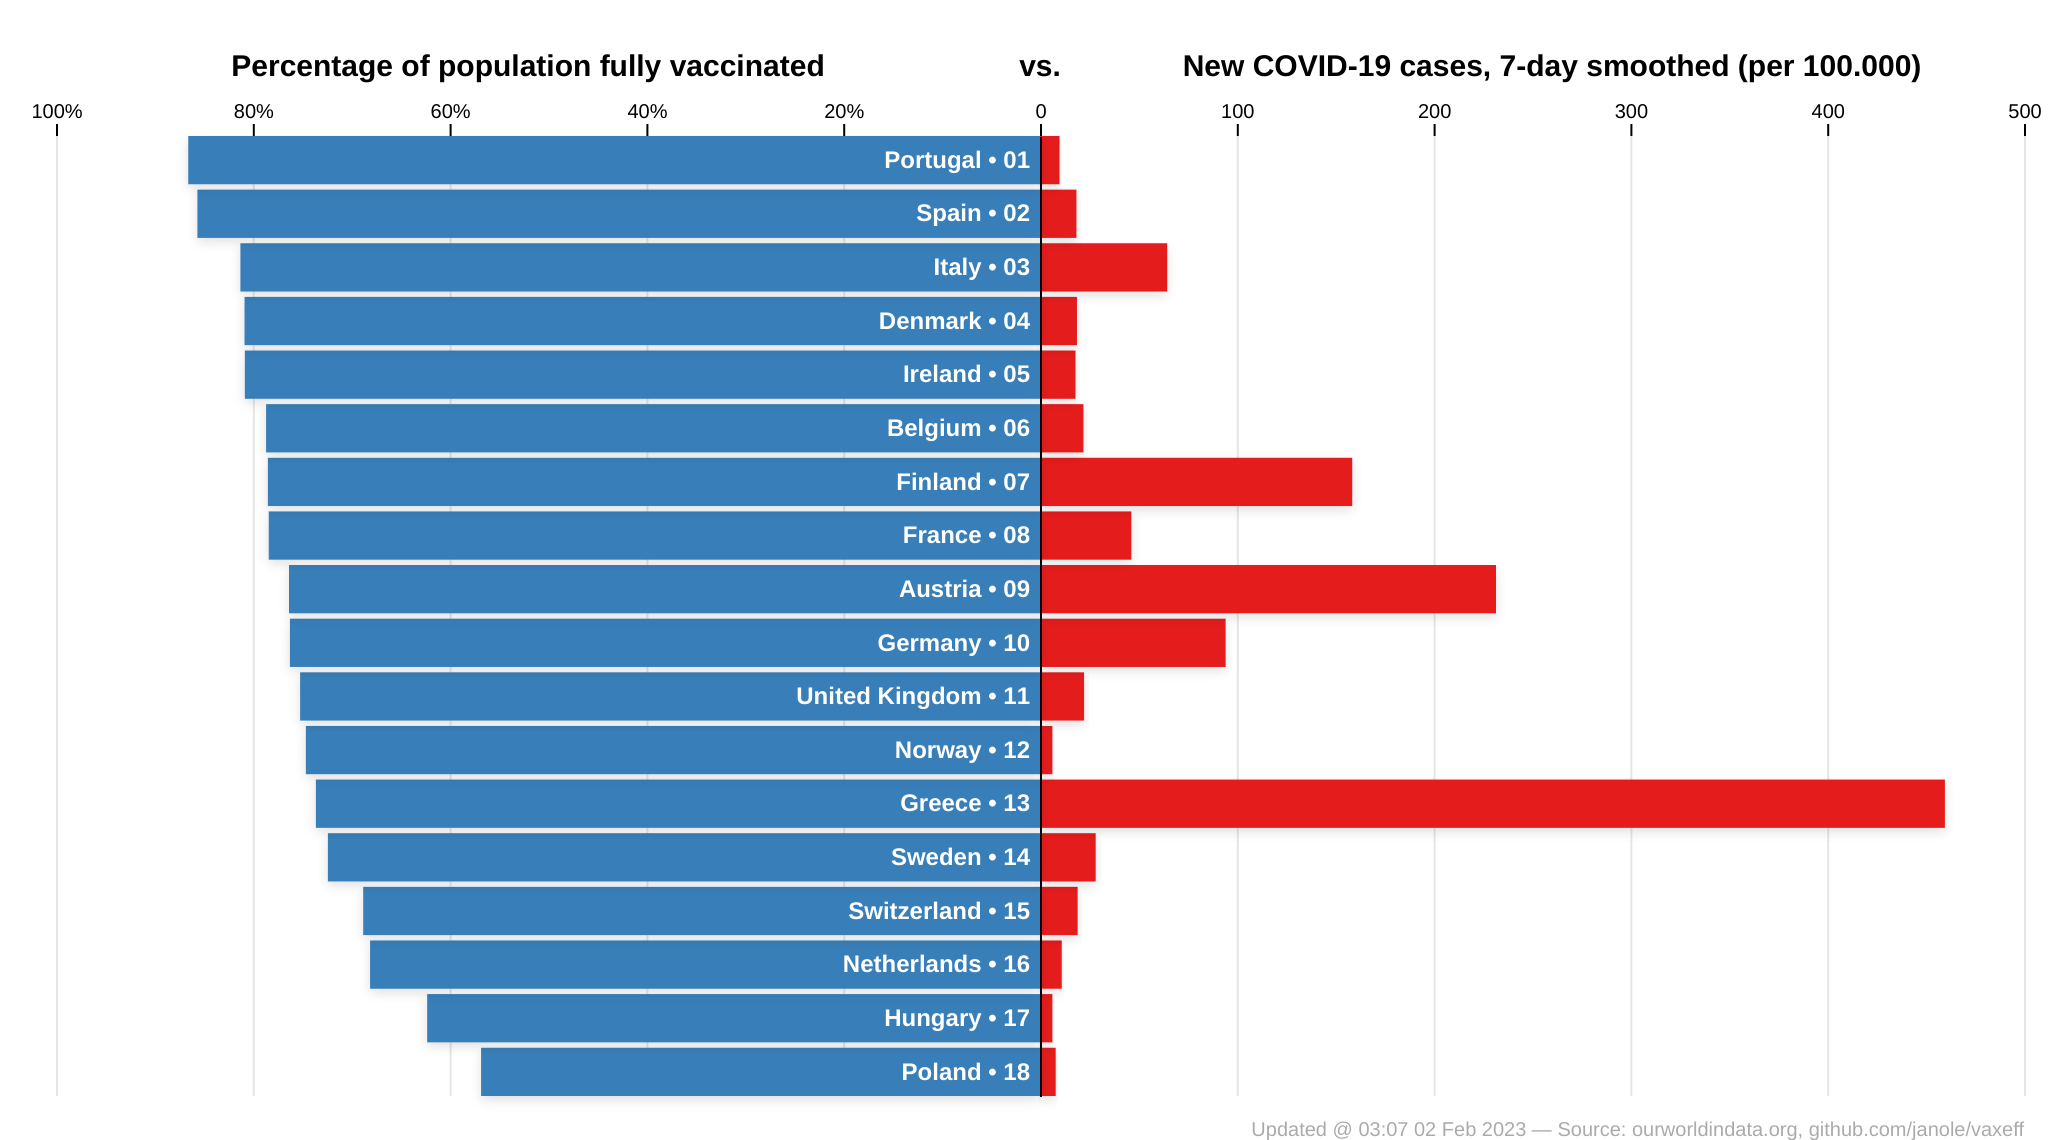 Percentage of population fully vaccinated vs. New COVID-19 cases, 7-day smoothed (per 100.000)
100% 80% 60% 40% 20% 0 100 200 300 400 500
Portugal • 01
Spain • 02
Italy • 03
Denmark • 04
Ireland • 05
Belgium • 06
Finland • 07
France • 08
Austria • 09
Germany • 10
United Kingdom • 11
Norway • 12
Greece • 13
Sweden • 14
Switzerland • 15
Netherlands • 16
Hungary • 17
Poland • 18
Updated @ 03:07 02 Feb 2023 — Source: ourworldindata.org, github.com/janole/vaxeff